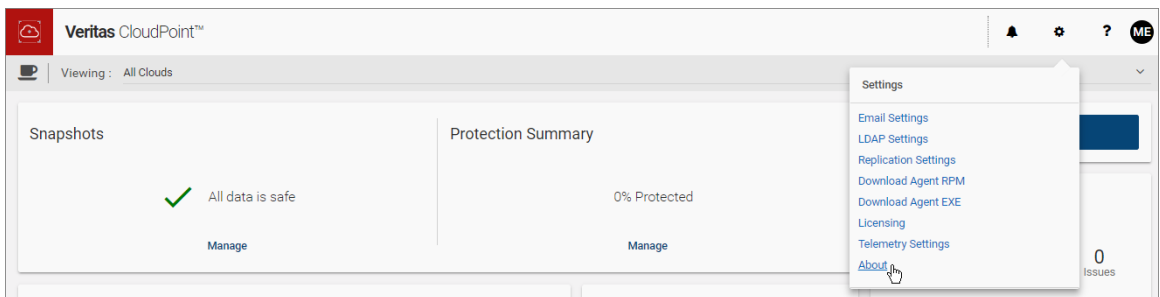 Veritas CloudPoint™
? ME
Viewing : All Clouds
Settings
Email Settings
LDAP Settings
Replication Settings
Download Agent RPM
Download Agent EXE
Licensing
Telemetry Settings
About
Snapshots
All data is safe
Manage
Protection Summary
0% Protected
Manage
0
Issues